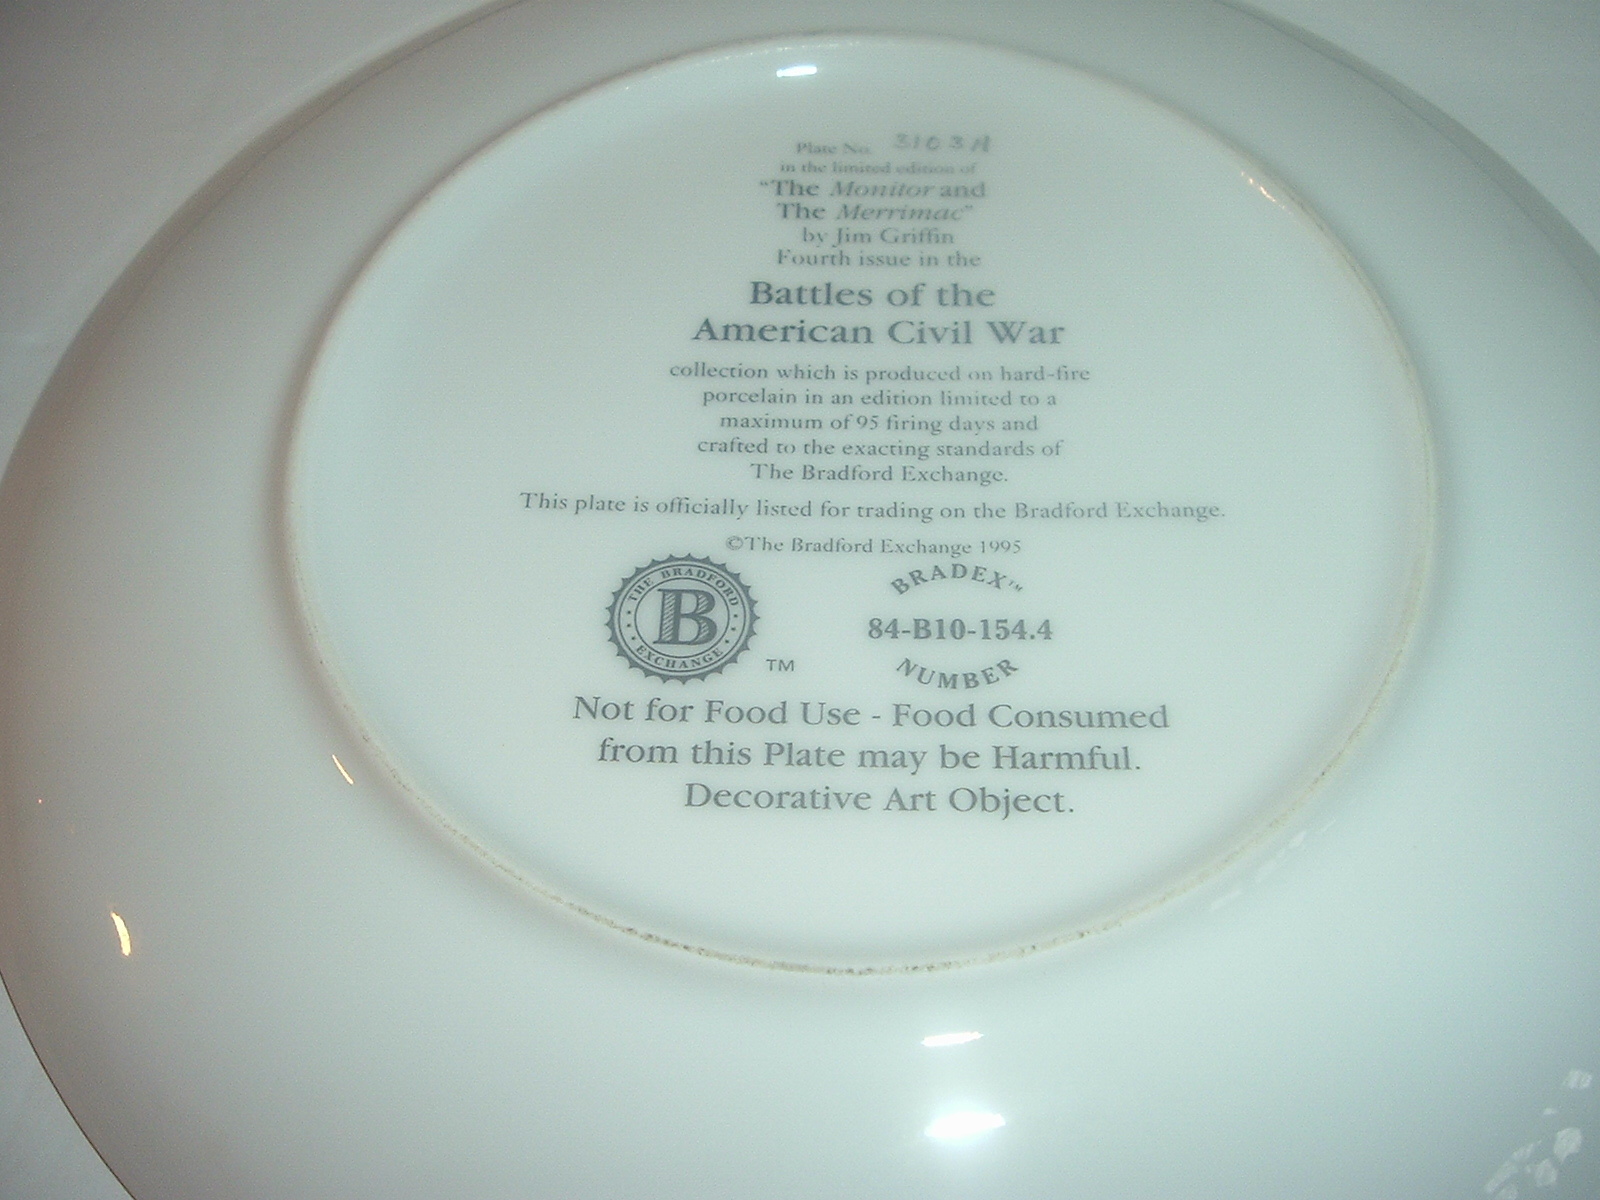 Plate No. 3103A
in the limited edition of
"The Monitor and
The Merrimac"
by Jim Griffin
Fourth issue in the
Battles of the
American Civil War
collection which is produced on hard-fire
porcelain in an edition limited to a
maximum of 95 firing days and
crafted to the exacting standards of
The Bradford Exchange.
This plate is officially listed for trading on the Bradford Exchange.
©The Bradford Exchange 1995
THE BRADFORD
B
EXCHANGE
TM
BRADEX™
84-B10-154.4
NUMBER
Not for Food Use - Food Consumed
from this Plate may be Harmful.
Decorative Art Object.